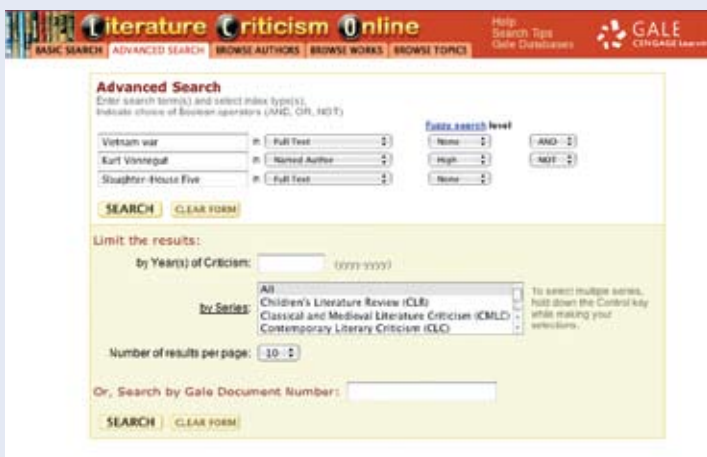 Literature Criticism Online
Help
Search Tips
Gale Databases
GALE
CENGAGE Learning
BASIC SEARCH ADVANCED SEARCH BROWSE AUTHORS BROWSE WORKS BROWSE TOPICS
Advanced Search
Enter search term(s) and select index type(s).
Indicate choice of Boolean operators (AND, OR, NOT)
Fuzzy search level
Vietnam war in Full Text None AND
Kurt Vonnegut in Named Author High NOT
Slaughter-House Five in Full Text None
SEARCH CLEAR FORM
Limit the results:
by Year(s) of Criticism: (yyyy-yyyy)
by Series:
All
Children's Literature Review (CLR)
Classical and Medieval Literature Criticism (CMLC)
Contemporary Literary Criticism (CLC)
To select multiple series,
hold down the Control key
while making your
selections.
Number of results per page: 10
Or, Search by Gale Document Number:
SEARCH CLEAR FORM